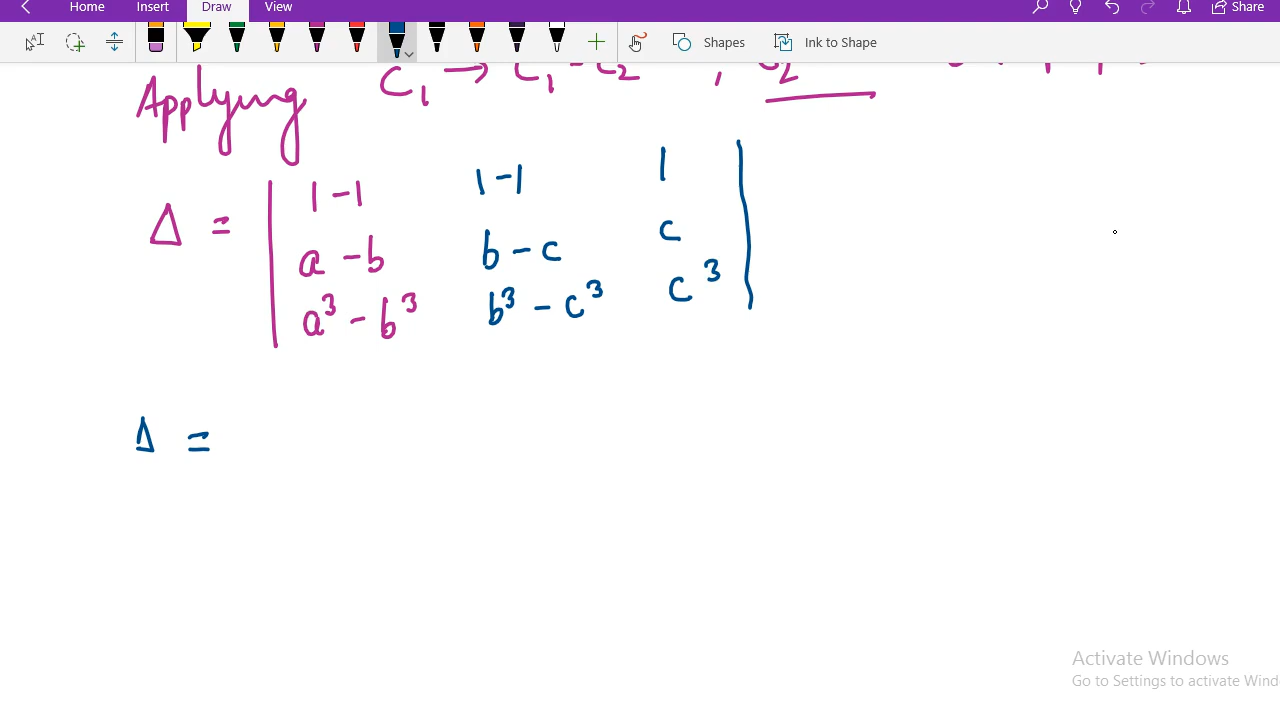 Home Insert Draw View Share
Shapes Ink to Shape
Applying C₁ → C₁ - C₂ , C₂
Δ = | 1-1 1-1 1 |
a-b b-c c
a³-b³ b³-c³ c³
Δ =
Activate Windows
Go to Settings to activate Wind